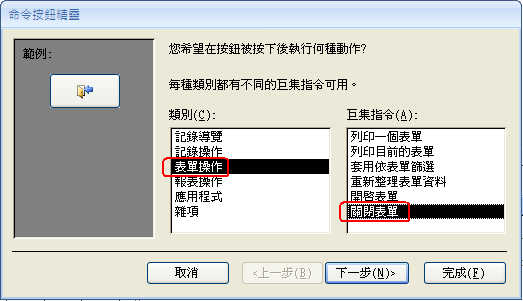 命令按鈕精靈
範例:
您希望在按鈕被按下後執行何種動作?
每種類別都有不同的巨集指令可用。
類別(C):
記錄導覽
記錄操作
表單操作
報表操作
應用程式
雜項
巨集指令(A):
列印一個表單
列印目前的表單
套用依表單篩選
重新整理表單資料
開啓表單
關閉表單
取消
<上一步(B)
下一步(N)>
完成(F)